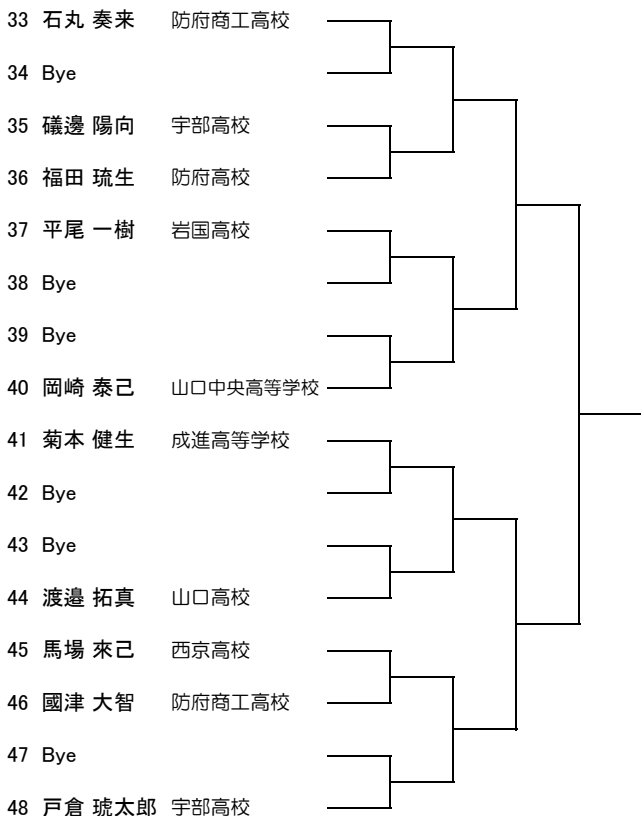 33 石丸 奏来 防府商工高校
34 Bye
35 礒邉 陽向 宇部高校
36 福田 琉生 防府高校
37 平尾 一樹 岩国高校
38 Bye
39 Bye
40 岡崎 泰己 山口中央高等学校
41 菊本 健生 成進高等学校
42 Bye
43 Bye
44 渡邉 拓真 山口高校
45 馬場 來己 西京高校
46 國津 大智 防府商工高校
47 Bye
48 戸倉 琥太郎 宇部高校